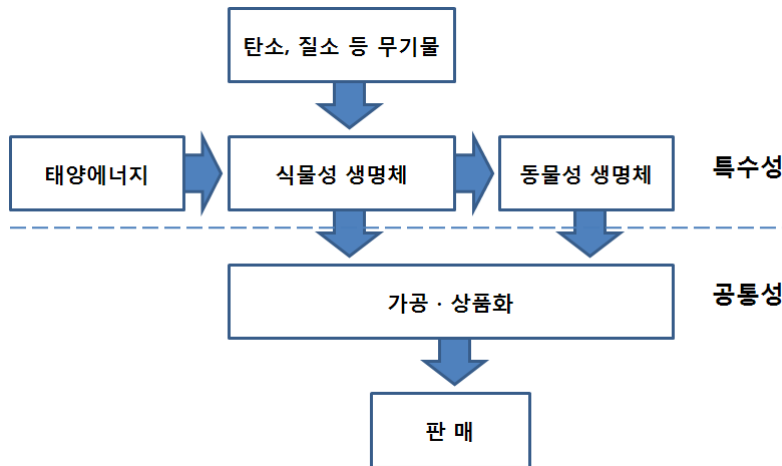 탄소, 질소 등 무기물
태양에너지
식물성 생명체
동물성 생명체
특수성
공통성
가공 · 상품화
판 매